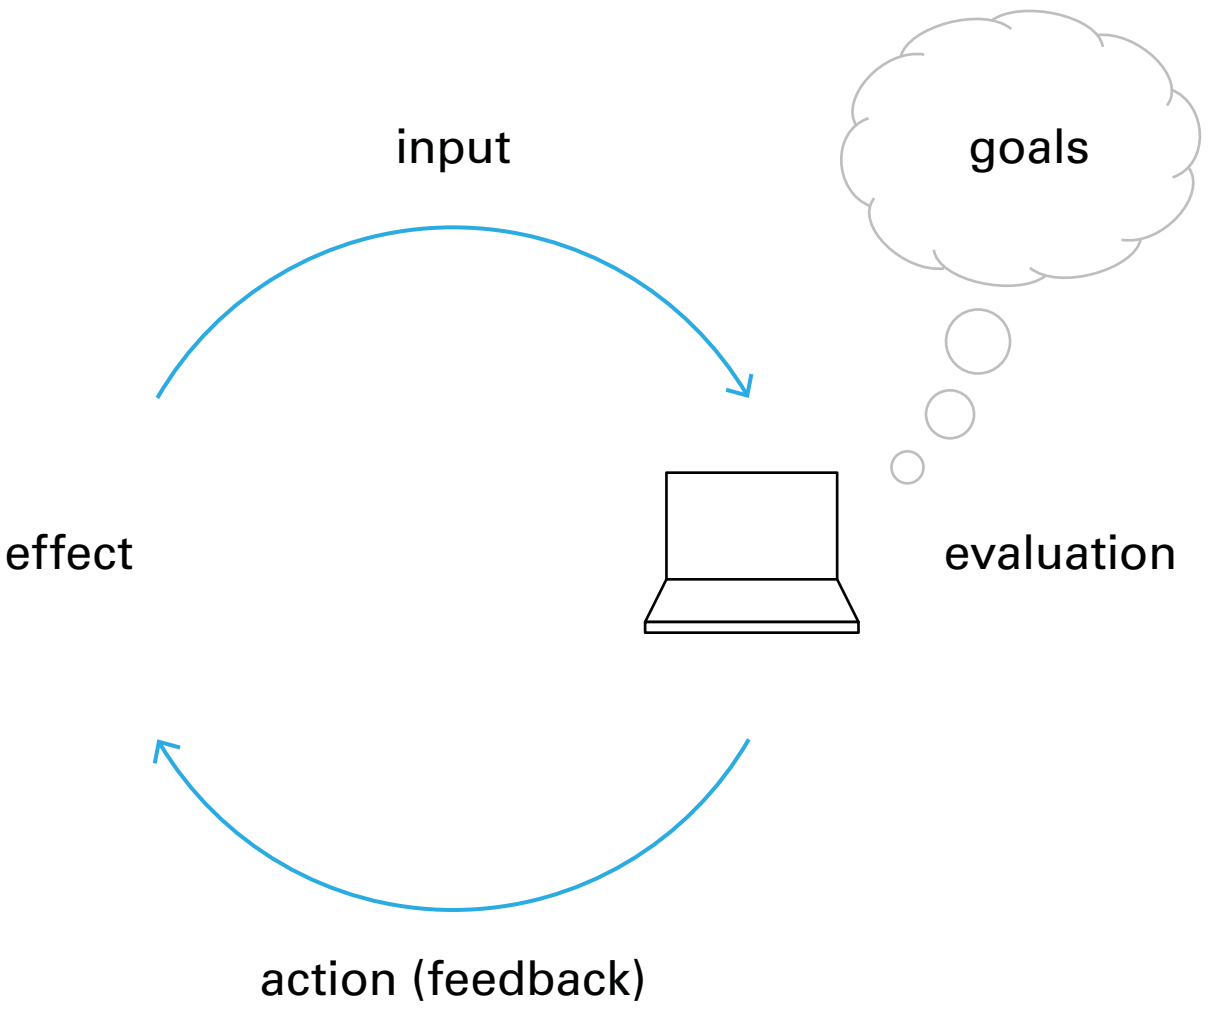 input
goals
effect
evaluation
action (feedback)